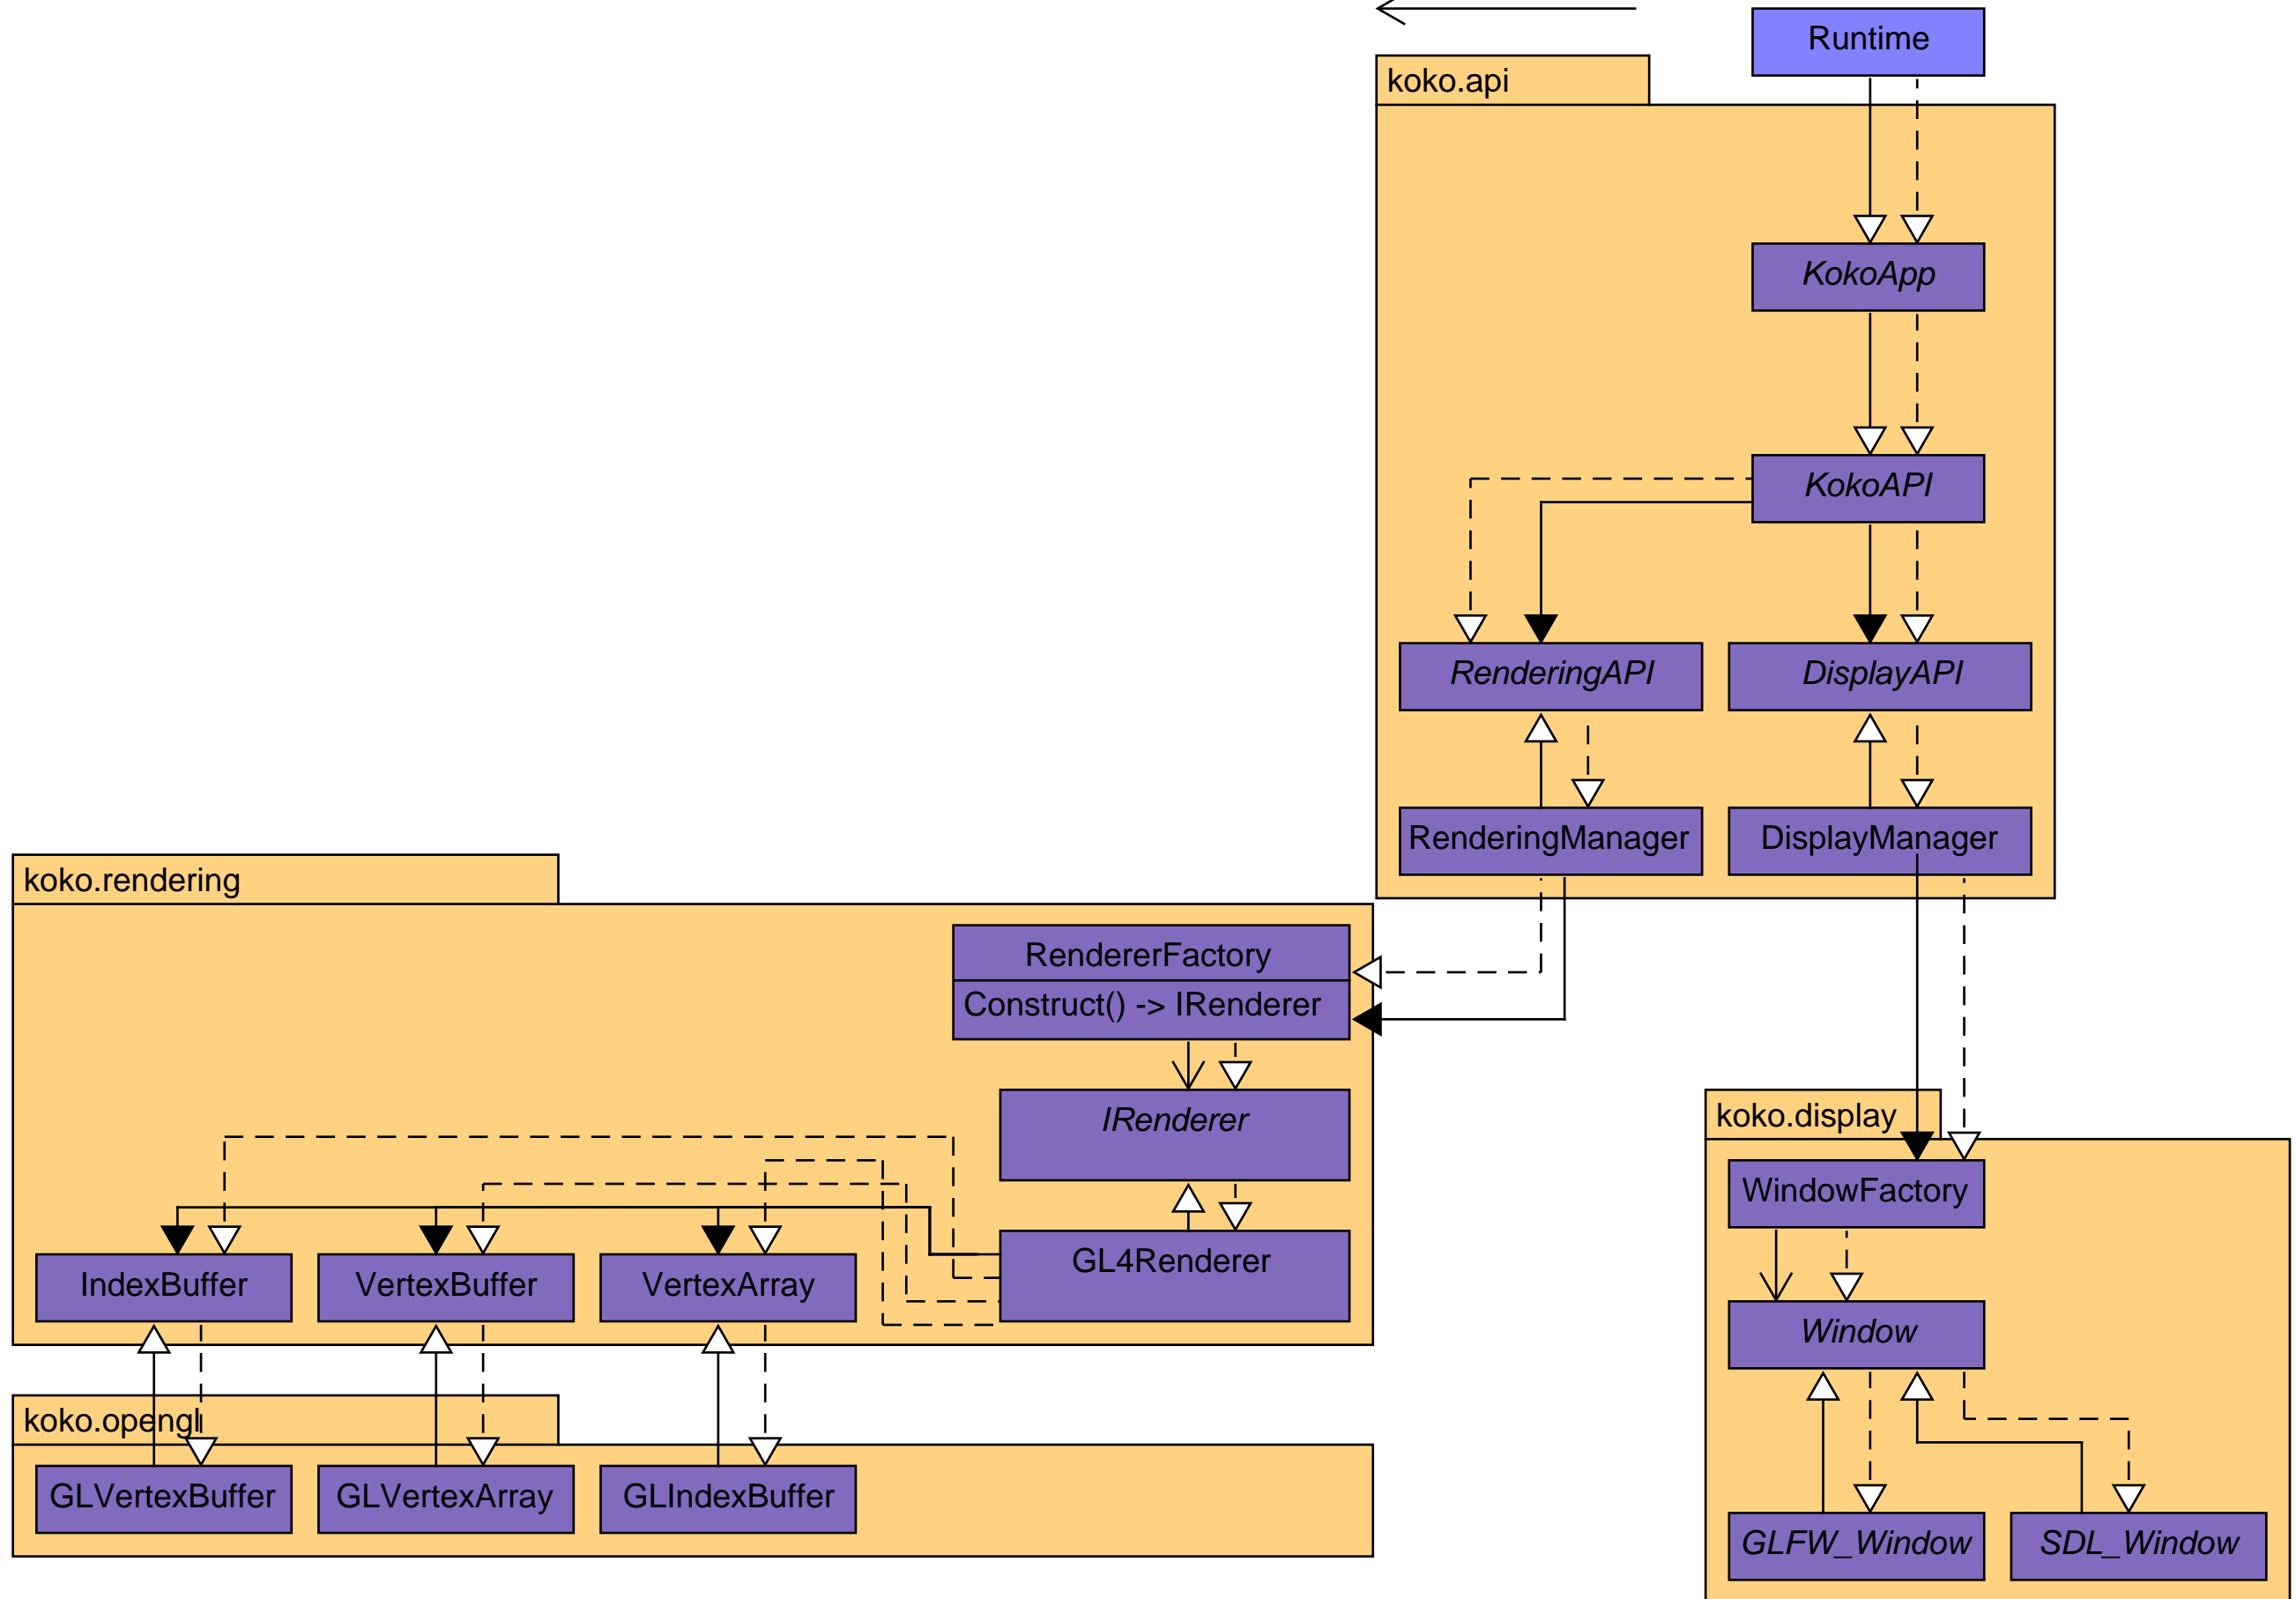 Runtime
koko.api
KokoApp
KokoAPI
RenderingAPI
DisplayAPI
RenderingManager
DisplayManager
koko.rendering
RendererFactory
Construct() -> IRenderer
IRenderer
koko.display
WindowFactory
GL4Renderer
IndexBuffer
VertexBuffer
VertexArray
Window
koko.opengl
GLVertexBuffer
GLVertexArray
GLIndexBuffer
GLFW_Window
SDL_Window